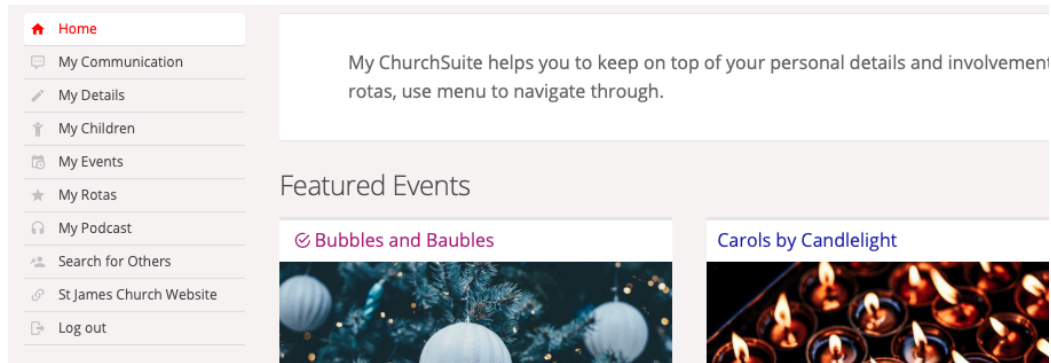 Home
My Communication
My Details
My Children
My Events
My Rotas
My Podcast
Search for Others
St James Church Website
Log out
My ChurchSuite helps you to keep on top of your personal details and involvement
rotas, use menu to navigate through.
Featured Events
Bubbles and Baubles
Carols by Candlelight